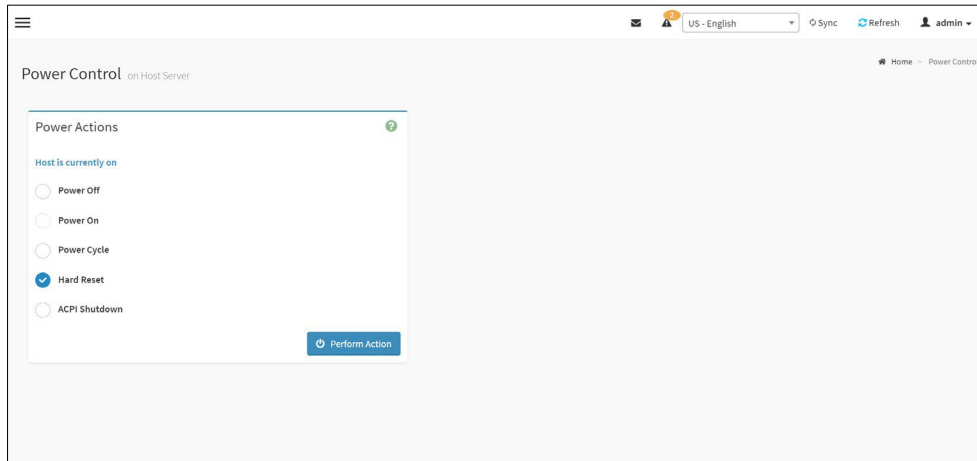 2
US - English
Sync
Refresh
admin
Power Control on Host Server
Home > Power Contro
Power Actions
?
Host is currently on
Power Off
Power On
Power Cycle
Hard Reset
ACPI Shutdown
Perform Action